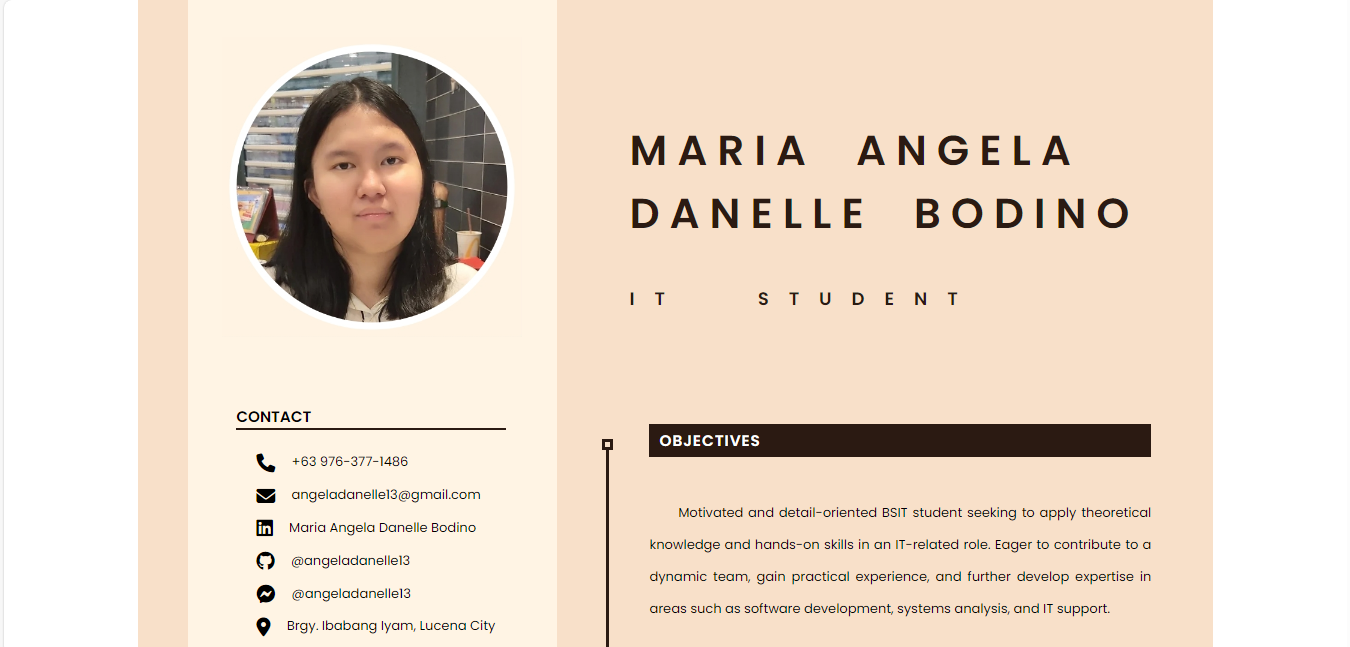 MARIA ANGELA
DANELLE BODINO
IT STUDENT
CONTACT
+63 976-377-1486
angeladanelle13@gmail.com
Maria Angela Danelle Bodino
@angeladanelle13
@angeladanelle13
Brgy. Ibabang Iyam, Lucena City
OBJECTIVES
Motivated and detail-oriented BSIT student seeking to apply theoretical
knowledge and hands-on skills in an IT-related role. Eager to contribute to a
dynamic team, gain practical experience, and further develop expertise in
areas such as software development, systems analysis, and IT support.